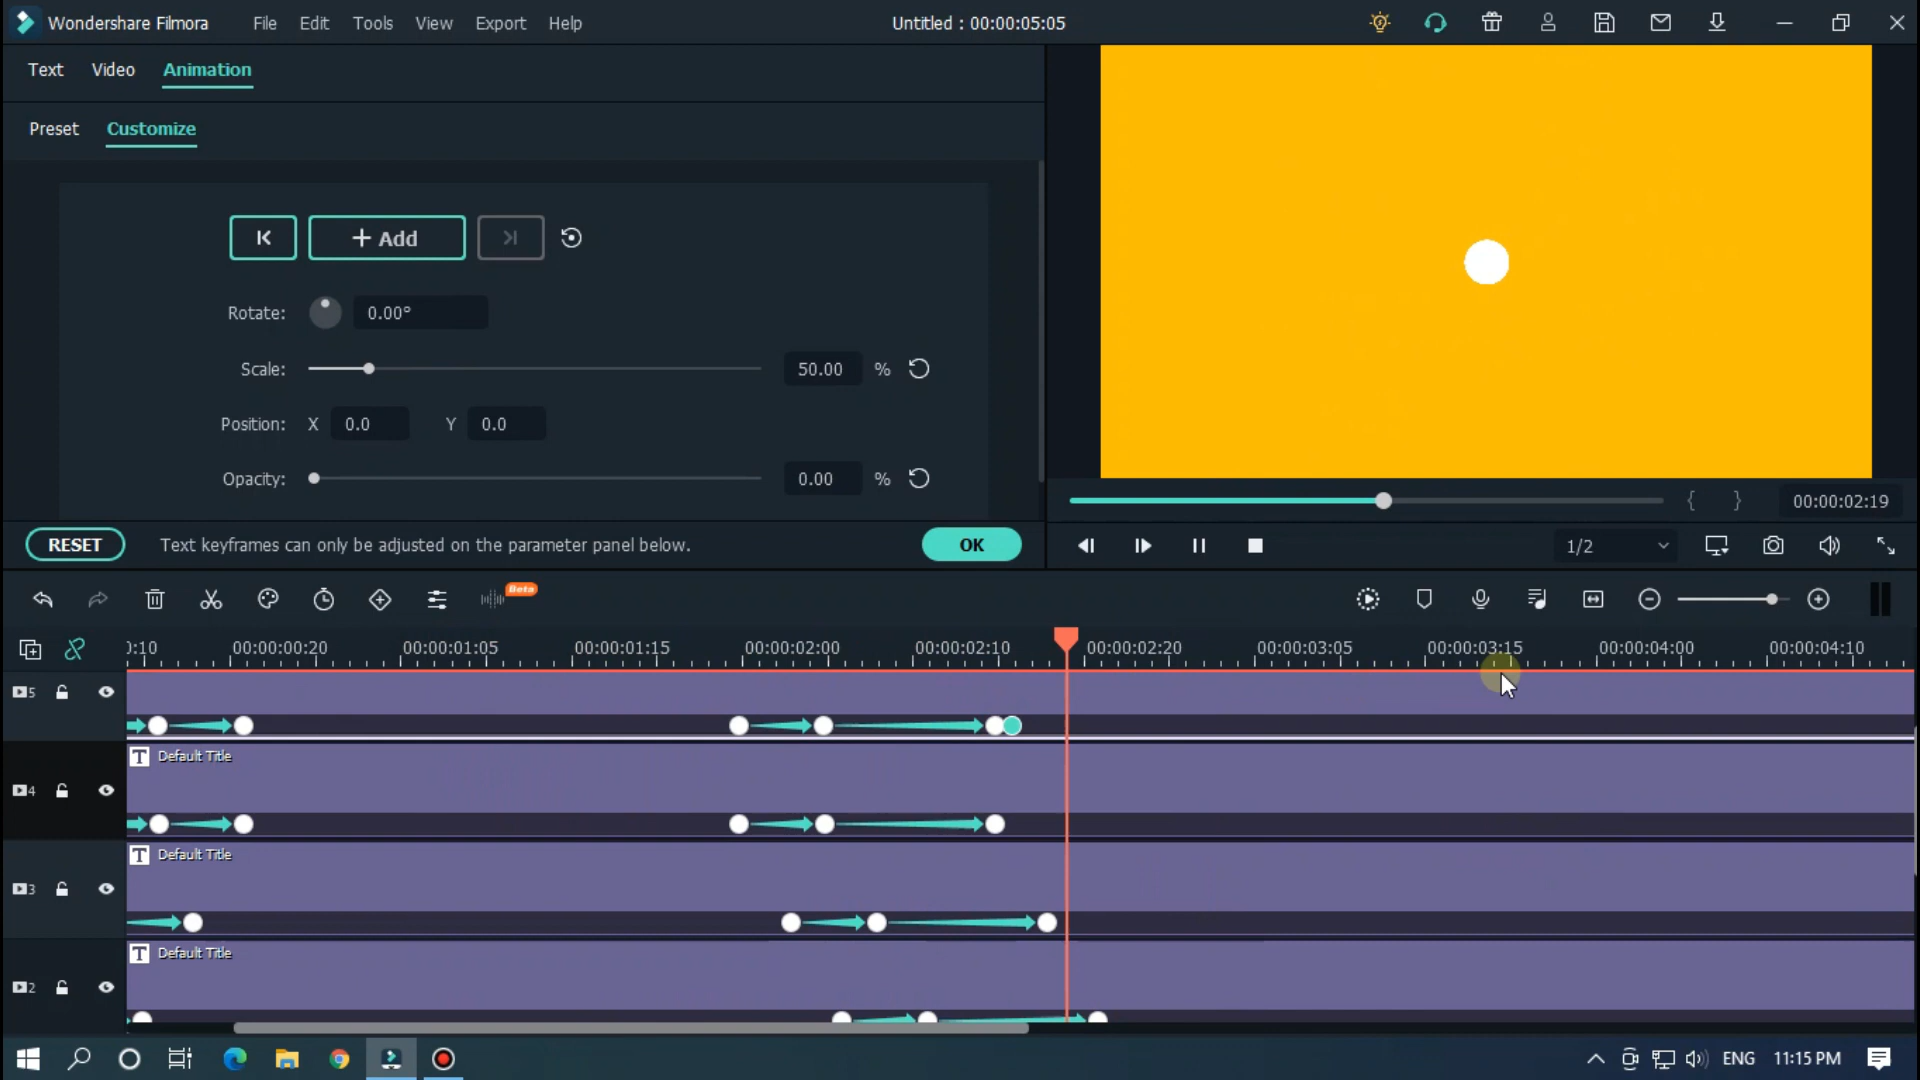 Wondershare Filmora
File Edit Tools View Export Help
Untitled : 00:00:05:05
Text Video Animation
Preset Customize
+ Add
Rotate: 0.00°
Scale: 50.00 %
Position: X 0.0 Y 0.0
Opacity: 0.00 %
{ } 00:00:02:19
RESET Text keyframes can only be adjusted on the parameter panel below. OK
1/2
Beta
0:10 00:00:00:20 00:00:01:05 00:00:01:15 00:00:02:00 00:00:02:10 00:00:02:20 00:00:03:05 00:00:03:15 00:00:04:00 00:00:04:10
5
T Default Title
4
T Default Title
3
T Default Title
2
ENG 11:15 PM